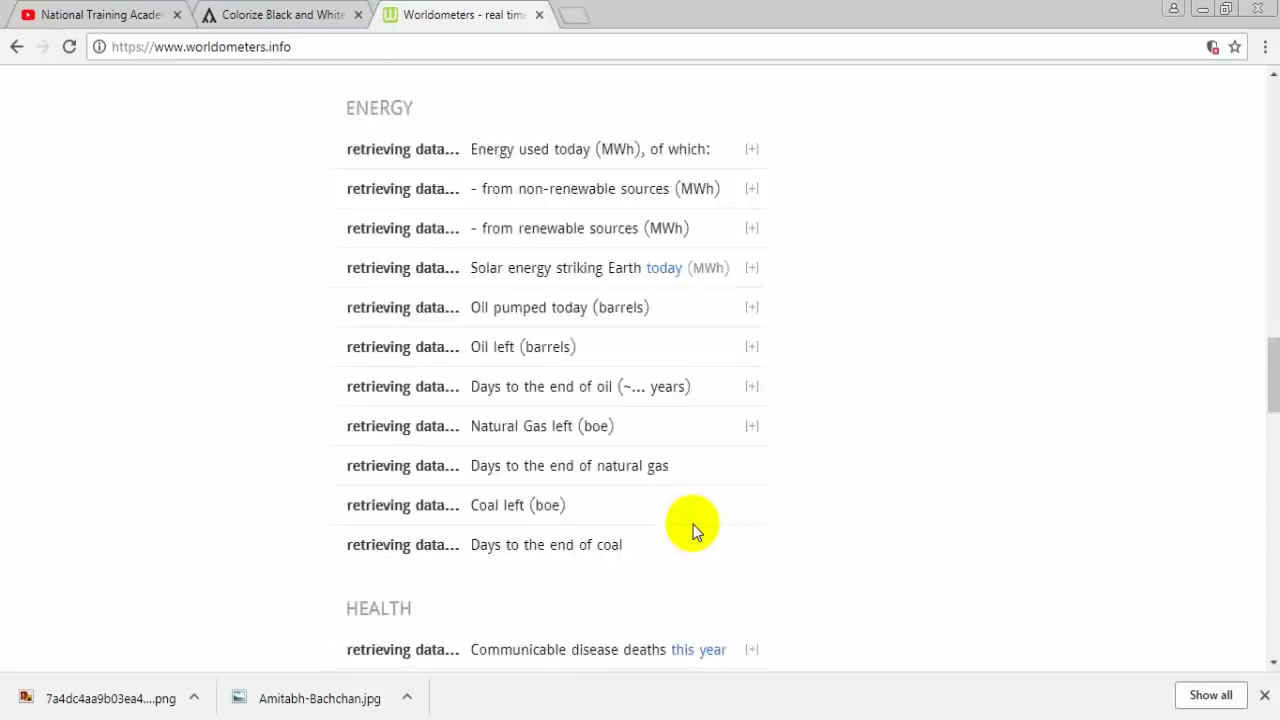 National Training Acade
Colorize Black and White
Worldometers - real time
https://www.worldometers.info
ENERGY
retrieving data... Energy used today (MWh), of which: [+]
retrieving data... - from non-renewable sources (MWh) [+]
retrieving data... - from renewable sources (MWh) [+]
retrieving data... Solar energy striking Earth today (MWh) [+]
retrieving data... Oil pumped today (barrels) [+]
retrieving data... Oil left (barrels) [+]
retrieving data... Days to the end of oil (~... years) [+]
retrieving data... Natural Gas left (boe) [+]
retrieving data... Days to the end of natural gas
retrieving data... Coal left (boe)
retrieving data... Days to the end of coal
HEALTH
retrieving data... Communicable disease deaths this year [+]
7a4dc4aa9b03ea4....png
Amitabh-Bachchan.jpg
Show all